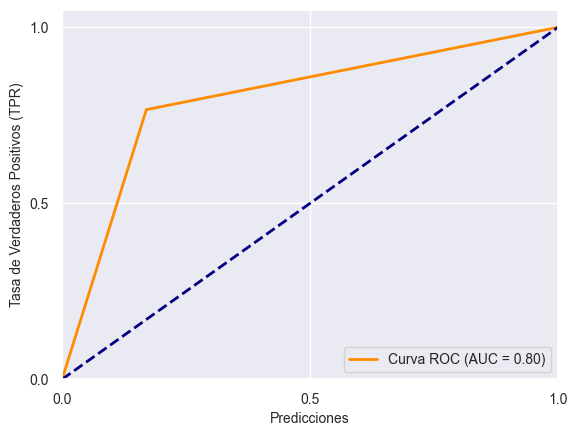 1.0
Tasa de Verdaderos Positivos (TPR)
0.5
Curva ROC (AUC = 0.80)
0.0
0.0 0.5 1.0
Predicciones